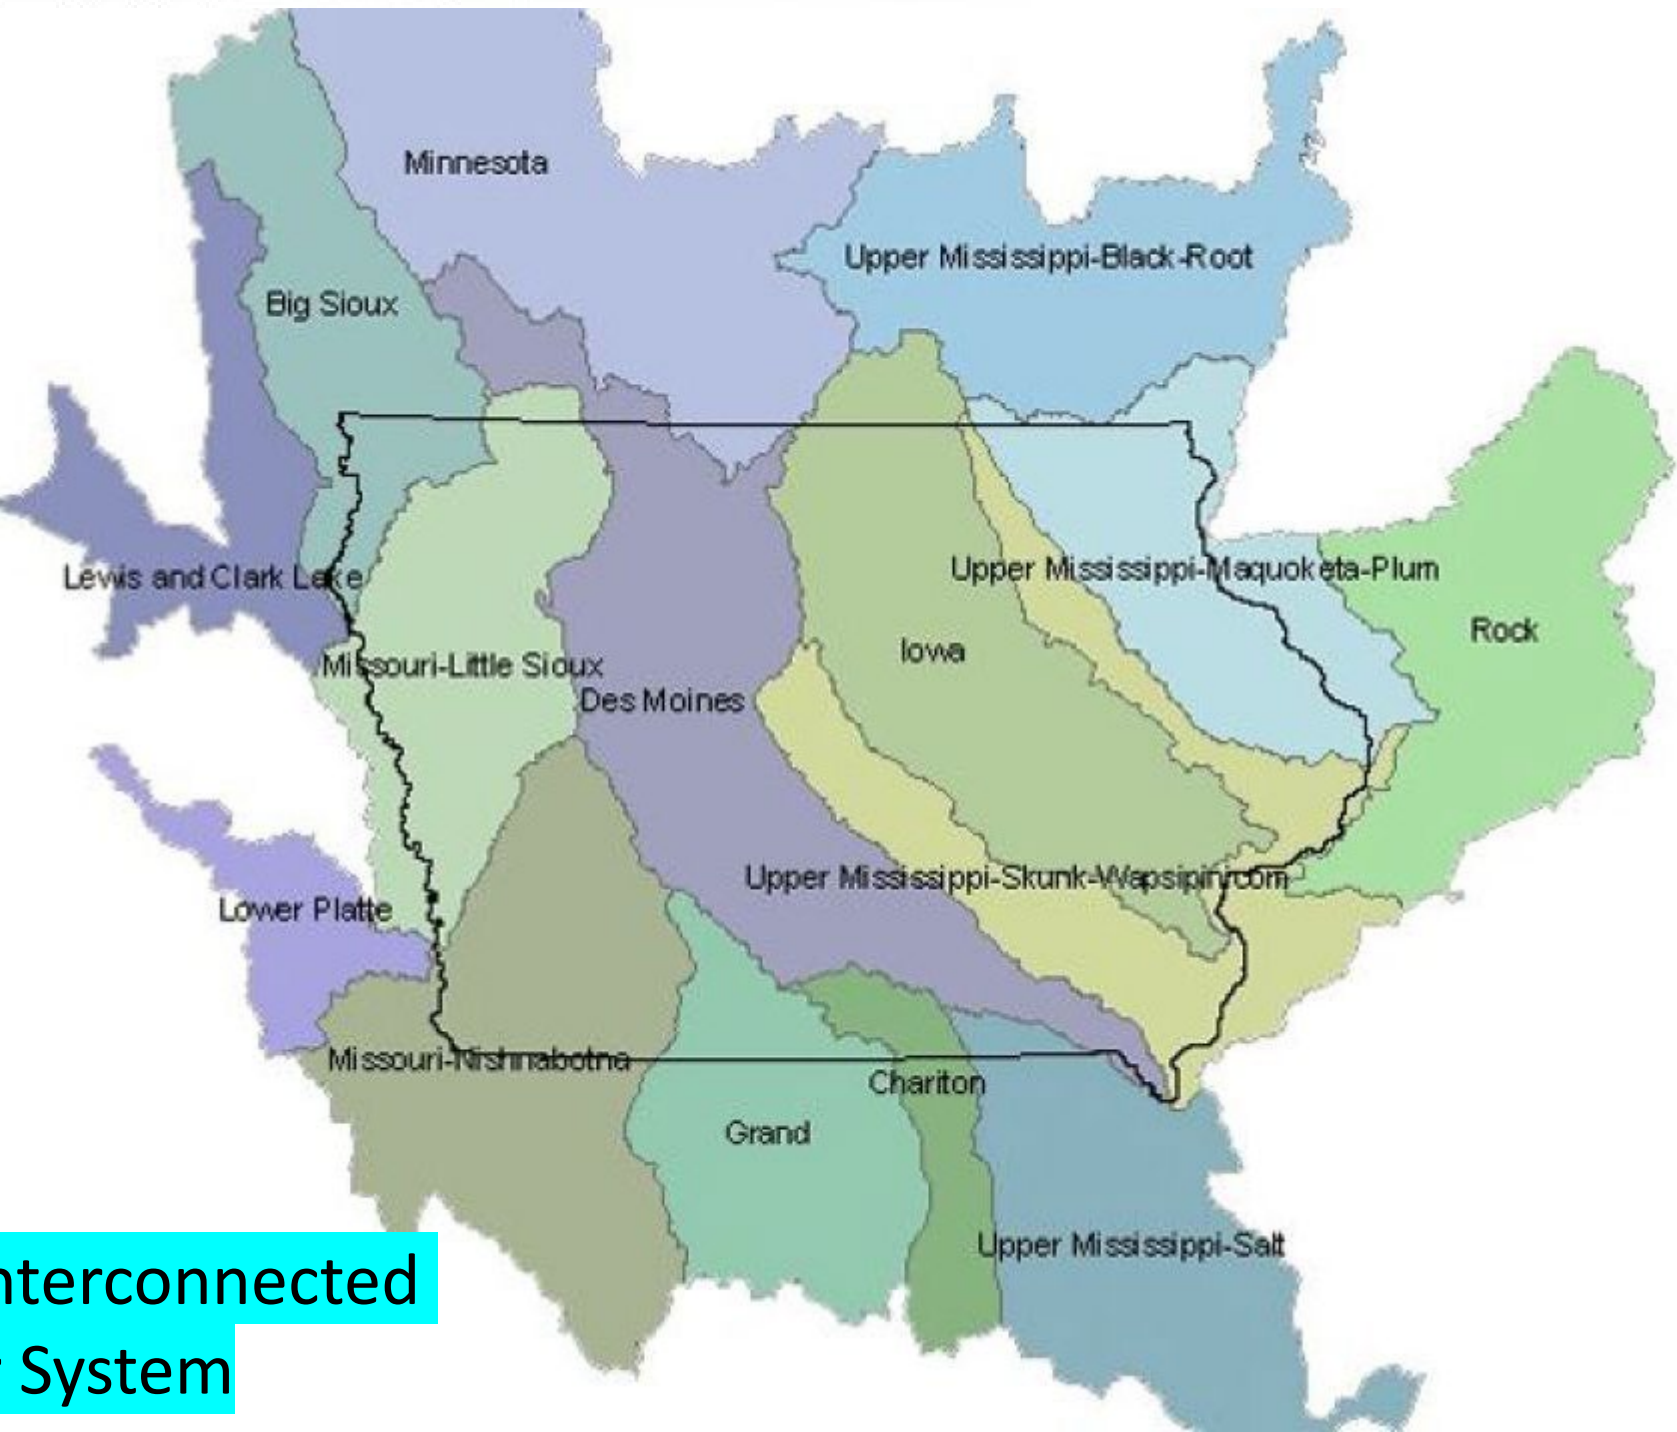 Minnesota
Upper Mississippi-Black-Root
Big Sioux
Upper Mississippi-Maquoketa-Plum
Lewis and Clark Lake
Rock
Iowa
Missouri-Little Sioux
Des Moines
Upper Mississippi-Skunk-Wapsipinicom
Lower Platte
Missouri-Nishnabotna
Chariton
Grand
Upper Mississippi-Salt
nterconnected
System